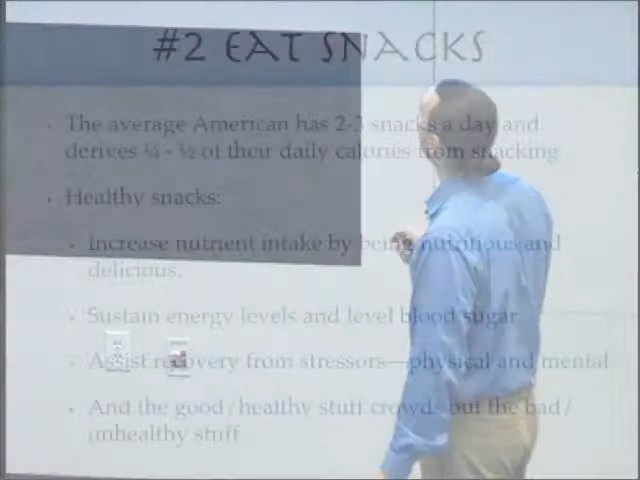 #2 EAT SNACKS
The average American has 2-3 snacks a day and
derives ¼ - ½ of their daily calories from snacking
Healthy snacks:
Increase nutrient intake by being nutritious and
delicious.
Sustain energy levels and level blood sugar
Assist recovery from stressors—physical and mental
And the good/healthy stuff crowds out the bad/
unhealthy stuff